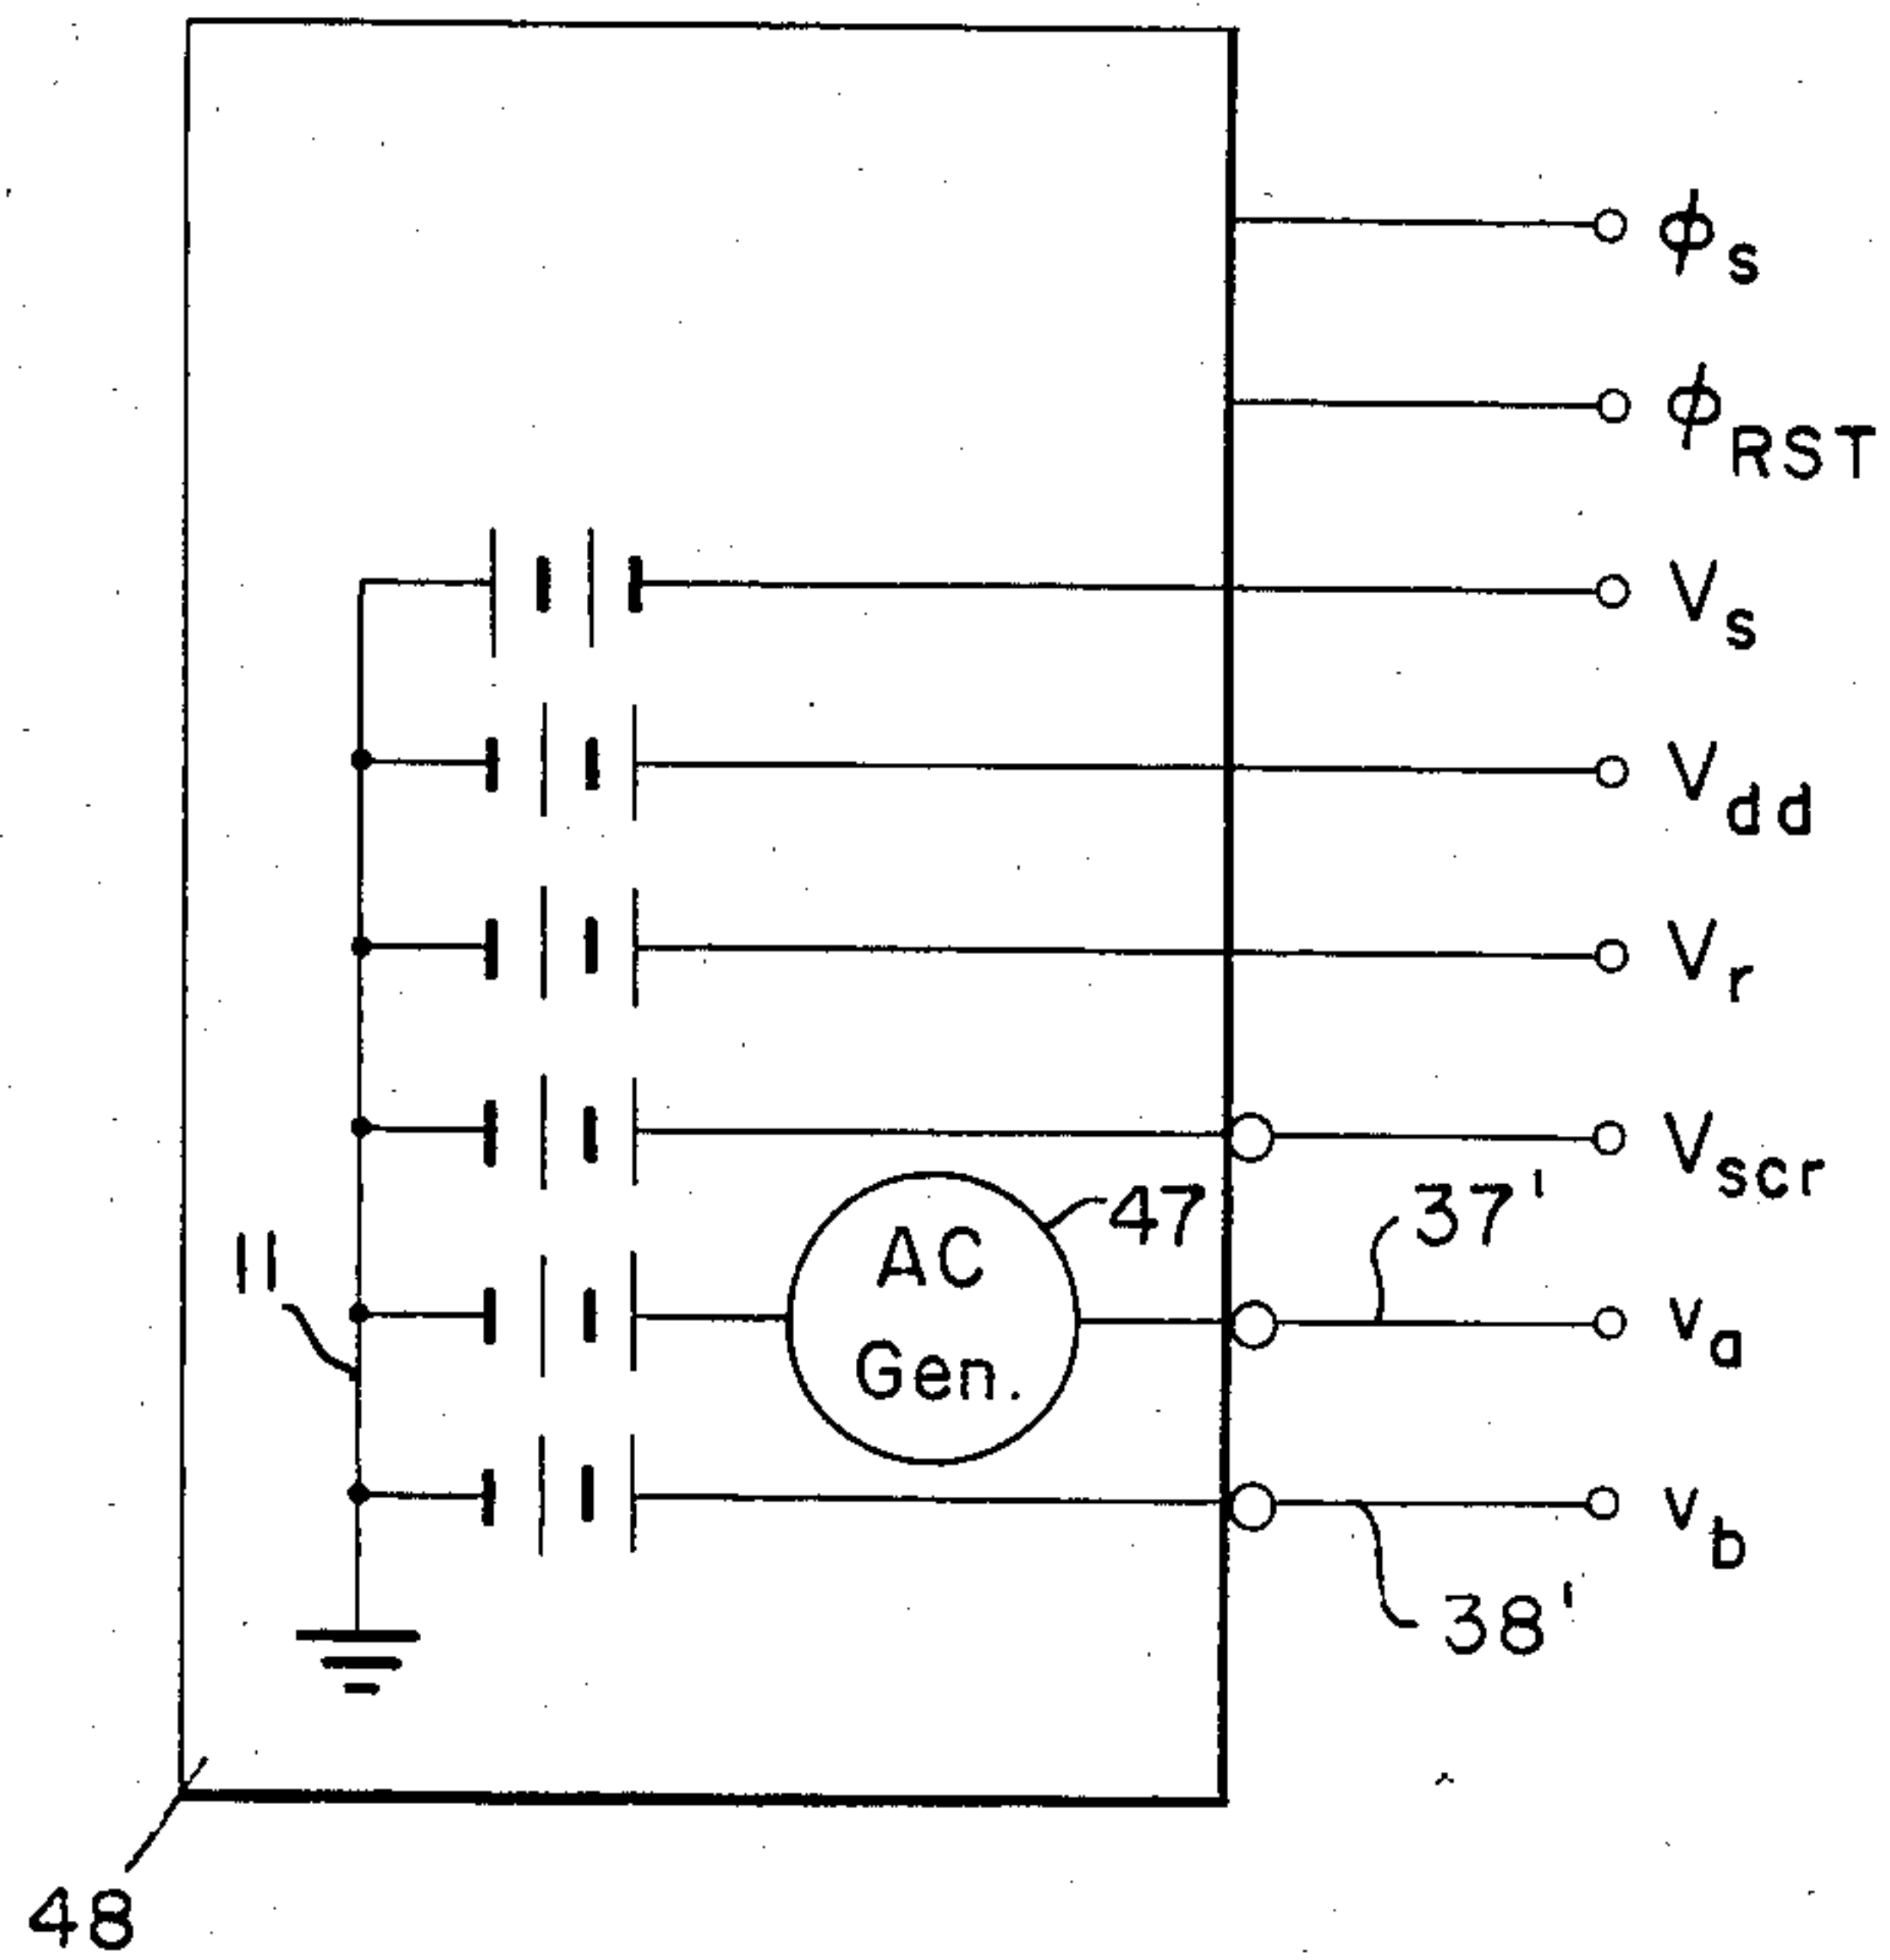 ϕs
ϕRST
Vs
Vdd
Vr
Vscr
47
37'
11
AC
Gen.
va
vb
38'
48